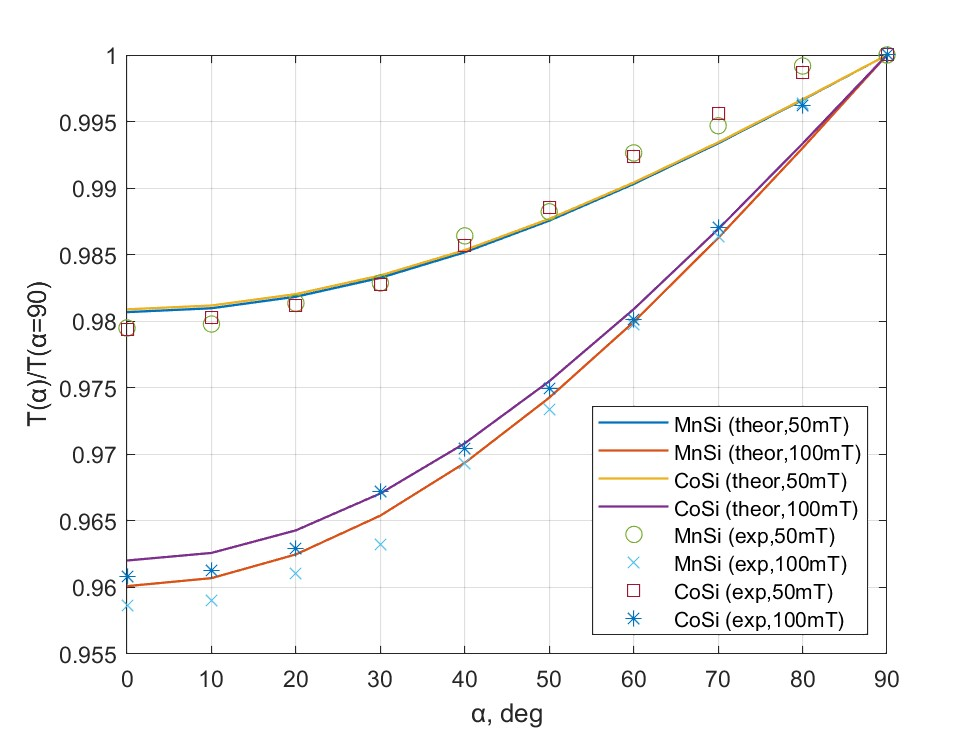 1
0.995
0.99
0.985
0.98
0.975
0.97
0.965
0.96
0.955
T(α)/T(α=90)
0 10 20 30 40 50 60 70 80 90
α, deg
MnSi (theor,50mT)
MnSi (theor,100mT)
CoSi (theor,50mT)
CoSi (theor,100mT)
MnSi (exp,50mT)
MnSi (exp,100mT)
CoSi (exp,50mT)
CoSi (exp,100mT)